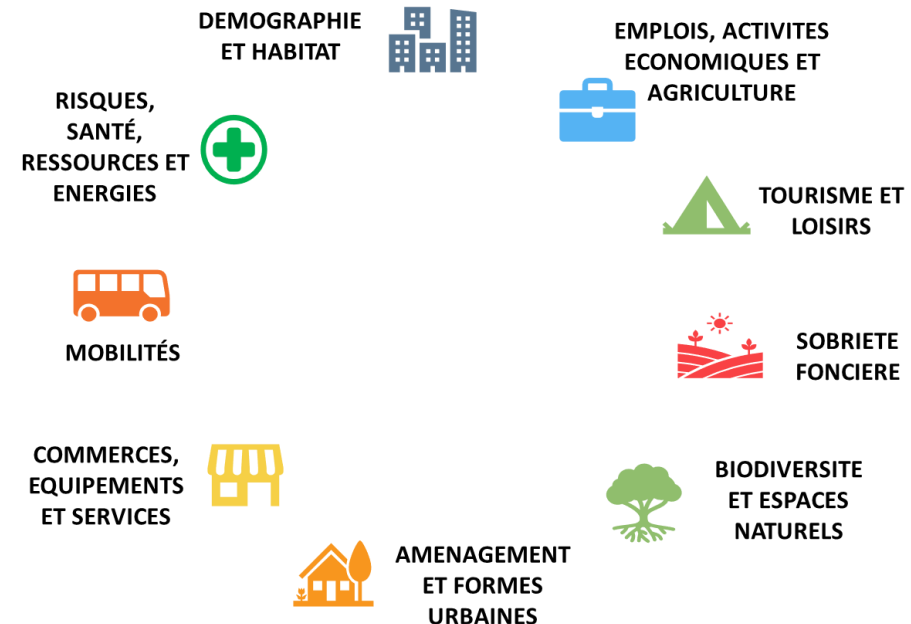 DEMOGRAPHIE
ET HABITAT
EMPLOIS, ACTIVITES
ECONOMIQUES ET
AGRICULTURE
RISQUES,
SANTÉ,
RESSOURCES ET
ENERGIES
TOURISME ET
LOISIRS
MOBILITÉS
SOBRIETE
FONCIERE
COMMERCES,
EQUIPEMENTS
ET SERVICES
BIODIVERSITE
ET ESPACES
NATURELS
AMENAGEMENT
ET FORMES
URBAINES